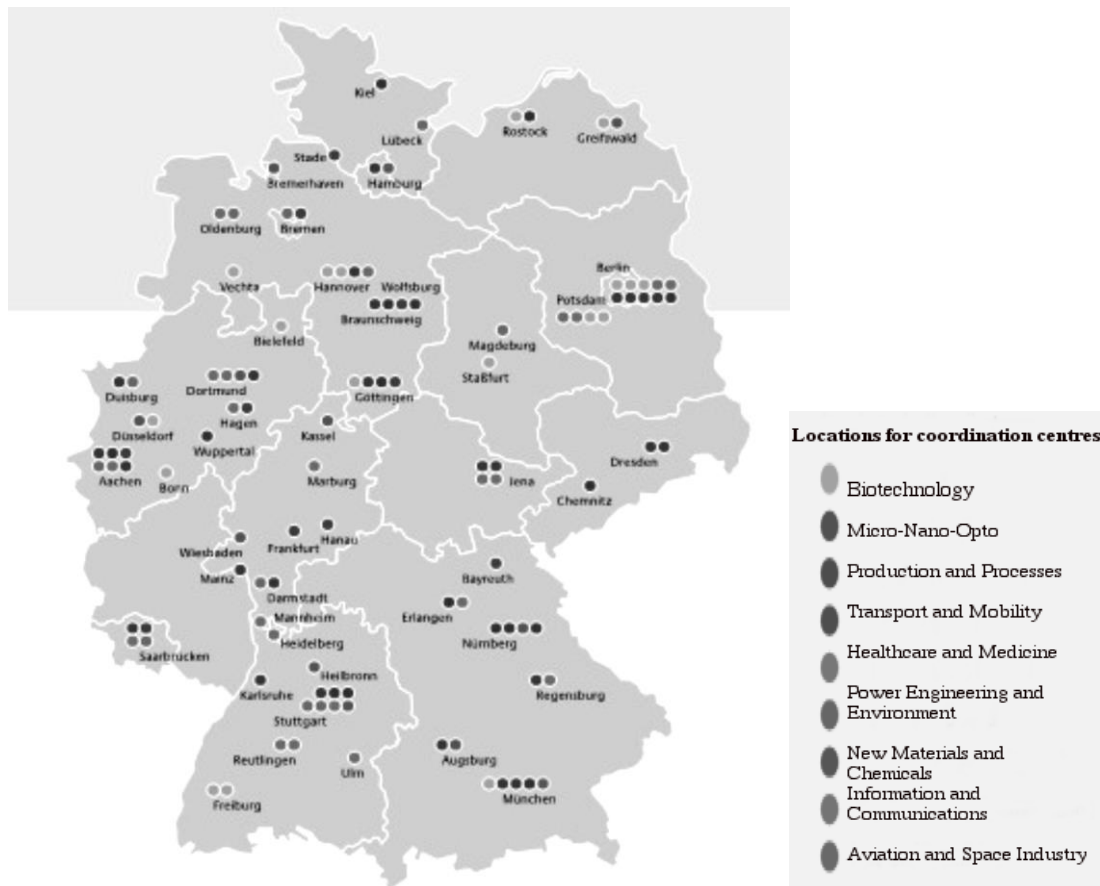 Kiel
Lübeck
Rostock
Greifswald
Stade
Bremerhaven
Hamburg
Oldenburg
Bremen
Vechta
Hannover
Wolfsburg
Braunschweig
Berlin
Potsdam
Bielefeld
Magdeburg
Staßfurt
Duisburg
Dortmund
Göttingen
Hagen
Düsseldorf
Wuppertal
Kassel
Aachen
Bonn
Marburg
Jena
Dresden
Chemnitz
Wiesbaden
Frankfurt
Hanau
Mainz
Darmstadt
Bayreuth
Mannheim
Erlangen
Heidelberg
Nürnberg
Saarbrücken
Heilbronn
Karlsruhe
Regensburg
Stuttgart
Reutlingen
Ulm
Augsburg
Freiburg
München
Locations for coordination centres
Biotechnology
Micro-Nano-Opto
Production and Processes
Transport and Mobility
Healthcare and Medicine
Power Engineering and
Environment
New Materials and
Chemicals
Information and
Communications
Aviation and Space Industry